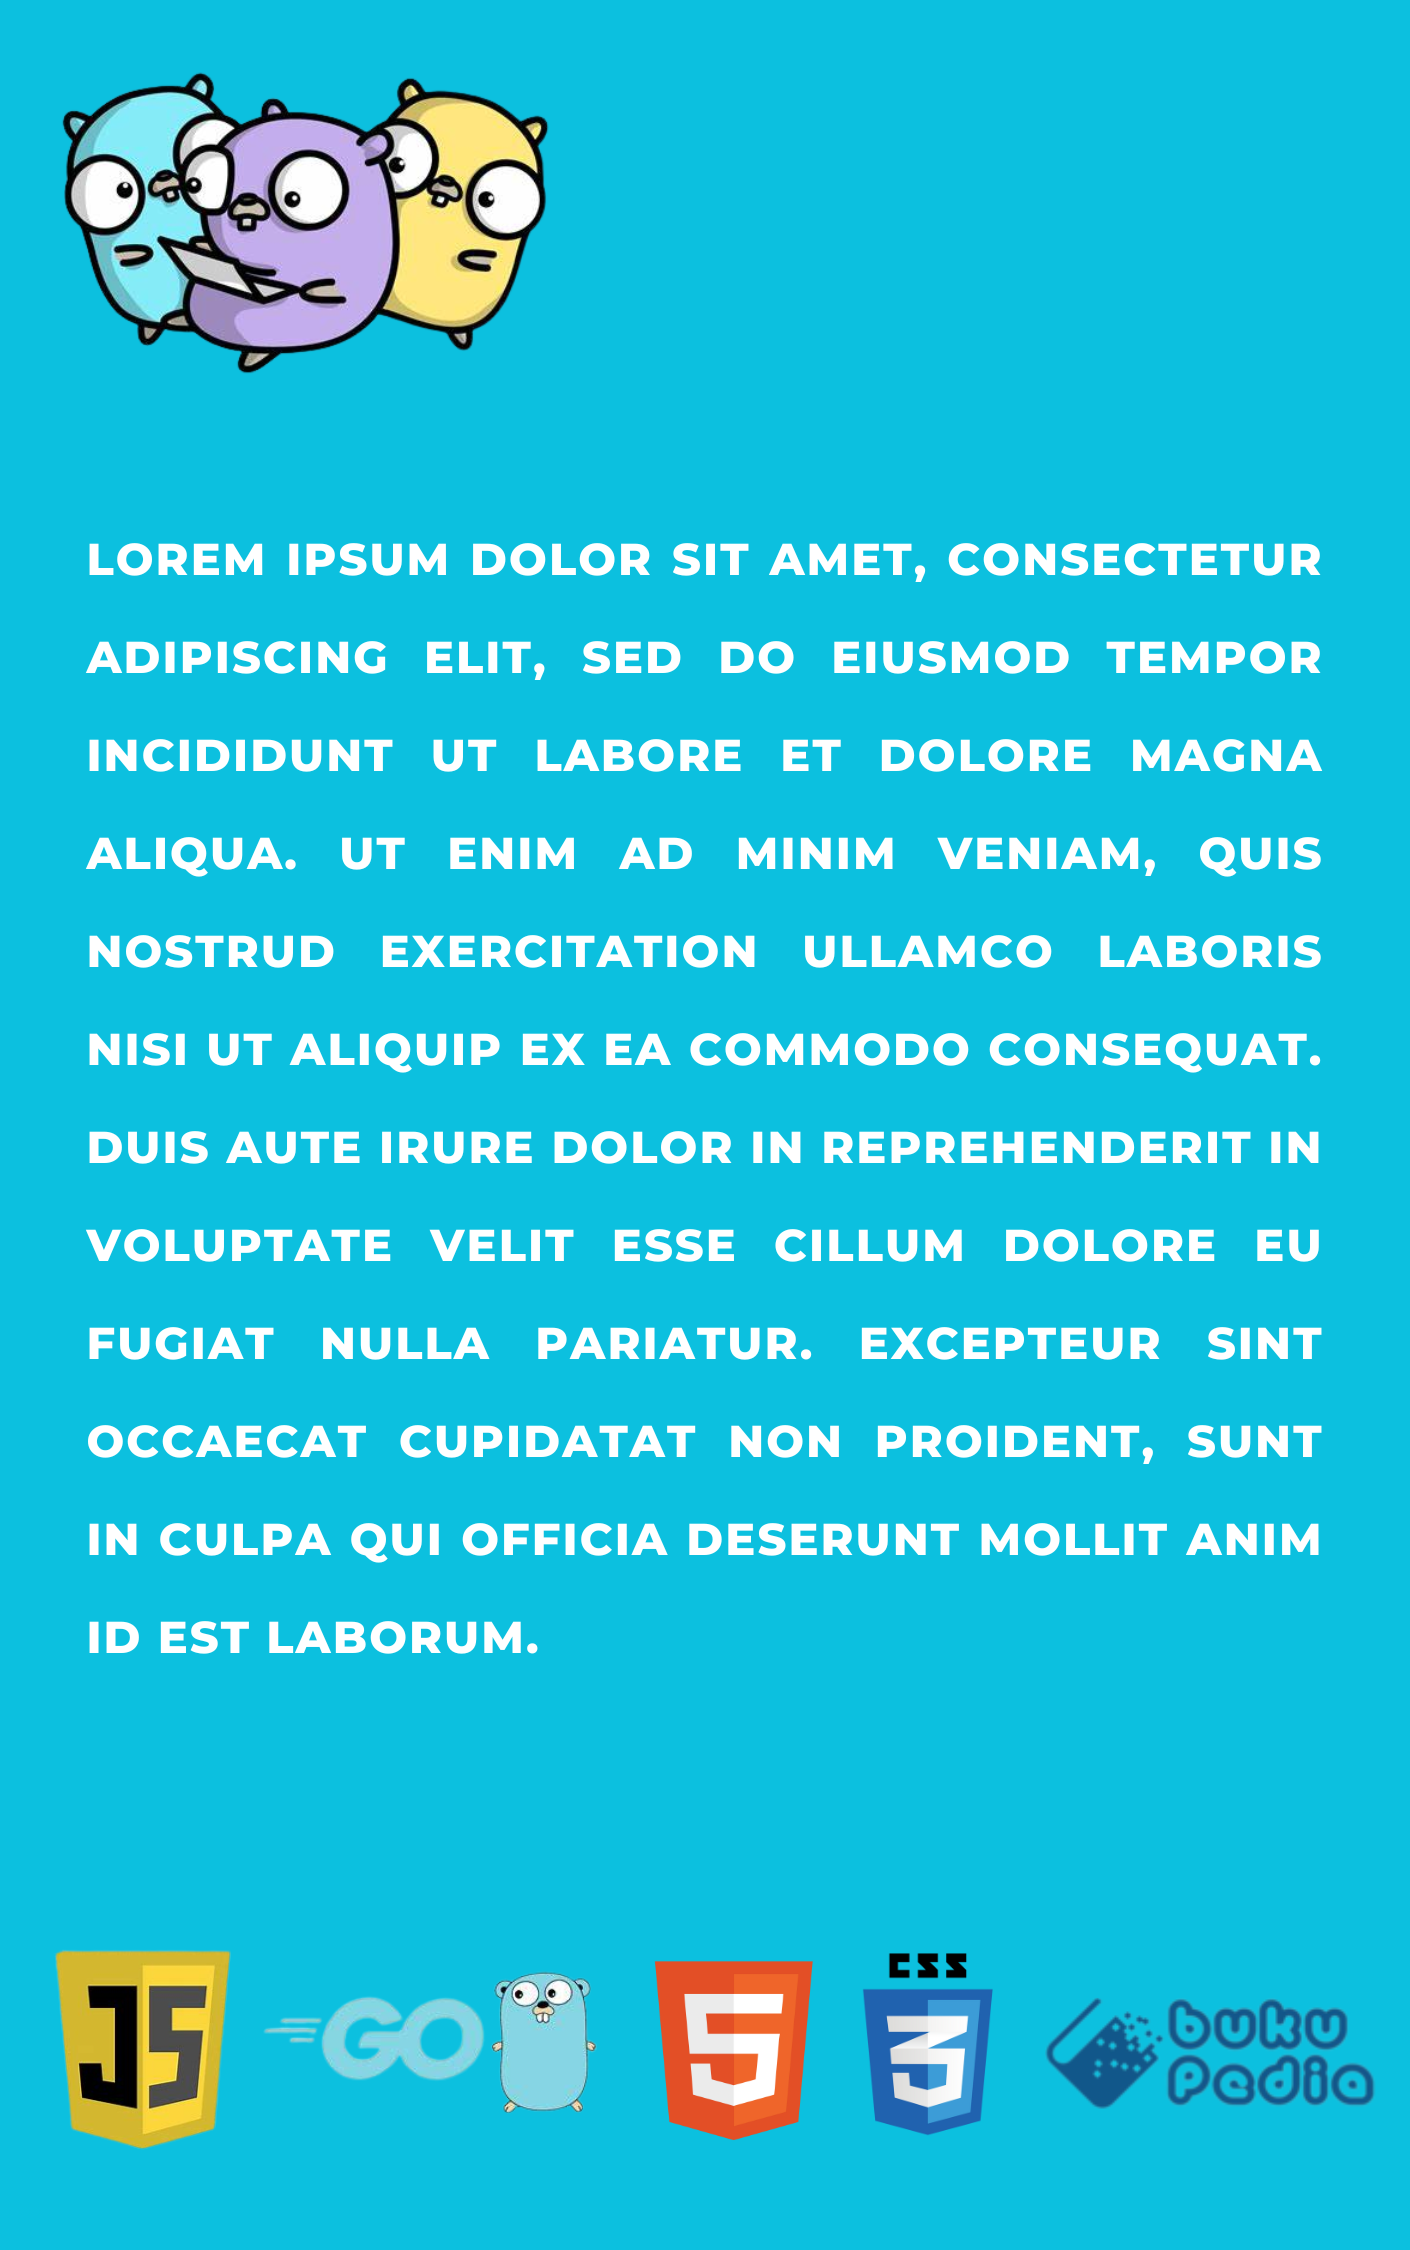 LOREM IPSUM DOLOR SIT AMET, CONSECTETUR
ADIPISCING ELIT, SED DO EIUSMOD TEMPOR
INCIDIDUNT UT LABORE ET DOLORE MAGNA
ALIQUA. UT ENIM AD MINIM VENIAM, QUIS
NOSTRUD EXERCITATION ULLAMCO LABORIS
NISI UT ALIQUIP EX EA COMMODO CONSEQUAT.
DUIS AUTE IRURE DOLOR IN REPREHENDERIT IN
VOLUPTATE VELIT ESSE CILLUM DOLORE EU
FUGIAT NULLA PARIATUR. EXCEPTEUR SINT
OCCAECAT CUPIDATAT NON PROIDENT, SUNT
IN CULPA QUI OFFICIA DESERUNT MOLLIT ANIM
ID EST LABORUM.
JS
GO
5
CSS
3
buku
Pedia